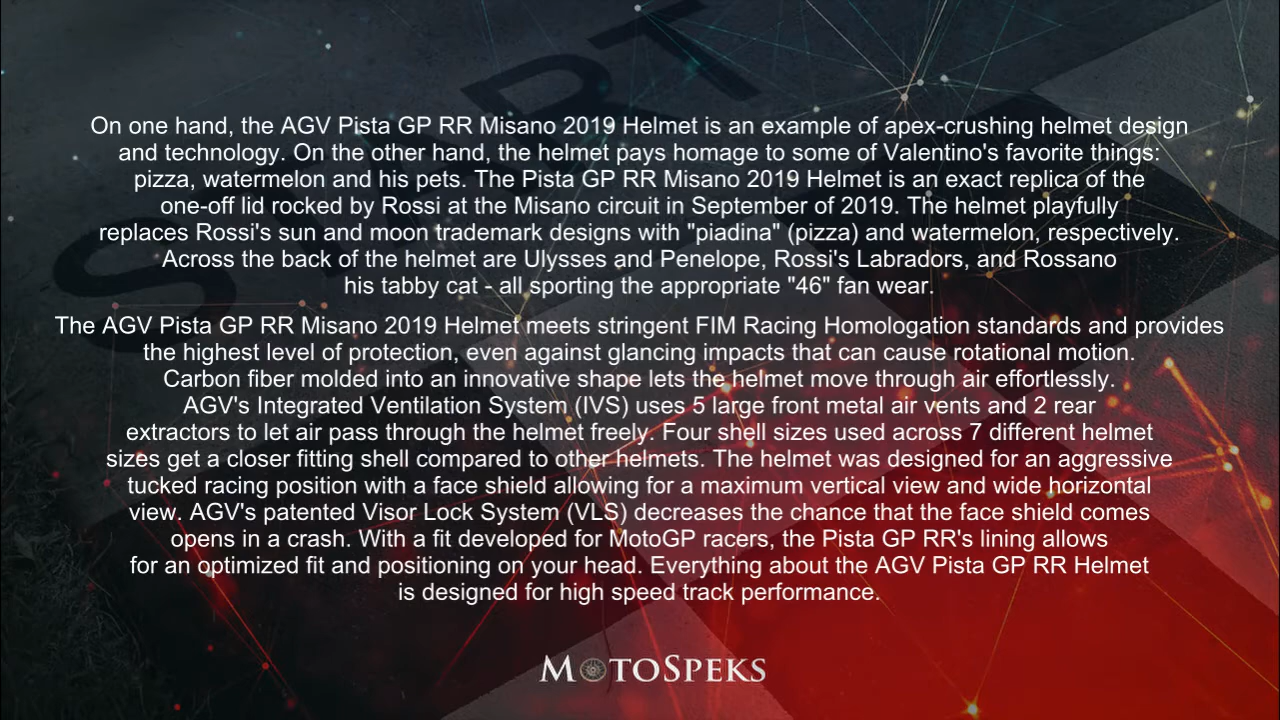 START
On one hand, the AGV Pista GP RR Misano 2019 Helmet is an example of apex-crushing helmet design
and technology. On the other hand, the helmet pays homage to some of Valentino's favorite things:
pizza, watermelon and his pets. The Pista GP RR Misano 2019 Helmet is an exact replica of the
one-off lid rocked by Rossi at the Misano circuit in September of 2019. The helmet playfully
replaces Rossi's sun and moon trademark designs with "piadina" (pizza) and watermelon, respectively.
Across the back of the helmet are Ulysses and Penelope, Rossi's Labradors, and Rossano
his tabby cat - all sporting the appropriate "46" fan wear.
The AGV Pista GP RR Misano 2019 Helmet meets stringent FIM Racing Homologation standards and provides
the highest level of protection, even against glancing impacts that can cause rotational motion.
Carbon fiber molded into an innovative shape lets the helmet move through air effortlessly.
AGV's Integrated Ventilation System (IVS) uses 5 large front metal air vents and 2 rear
extractors to let air pass through the helmet freely. Four shell sizes used across 7 different helmet
sizes get a closer fitting shell compared to other helmets. The helmet was designed for an aggressive
tucked racing position with a face shield allowing for a maximum vertical view and wide horizontal
view. AGV's patented Visor Lock System (VLS) decreases the chance that the face shield comes
opens in a crash. With a fit developed for MotoGP racers, the Pista GP RR's lining allows
for an optimized fit and positioning on your head. Everything about the AGV Pista GP RR Helmet
is designed for high speed track performance.
MOTOSPEKS